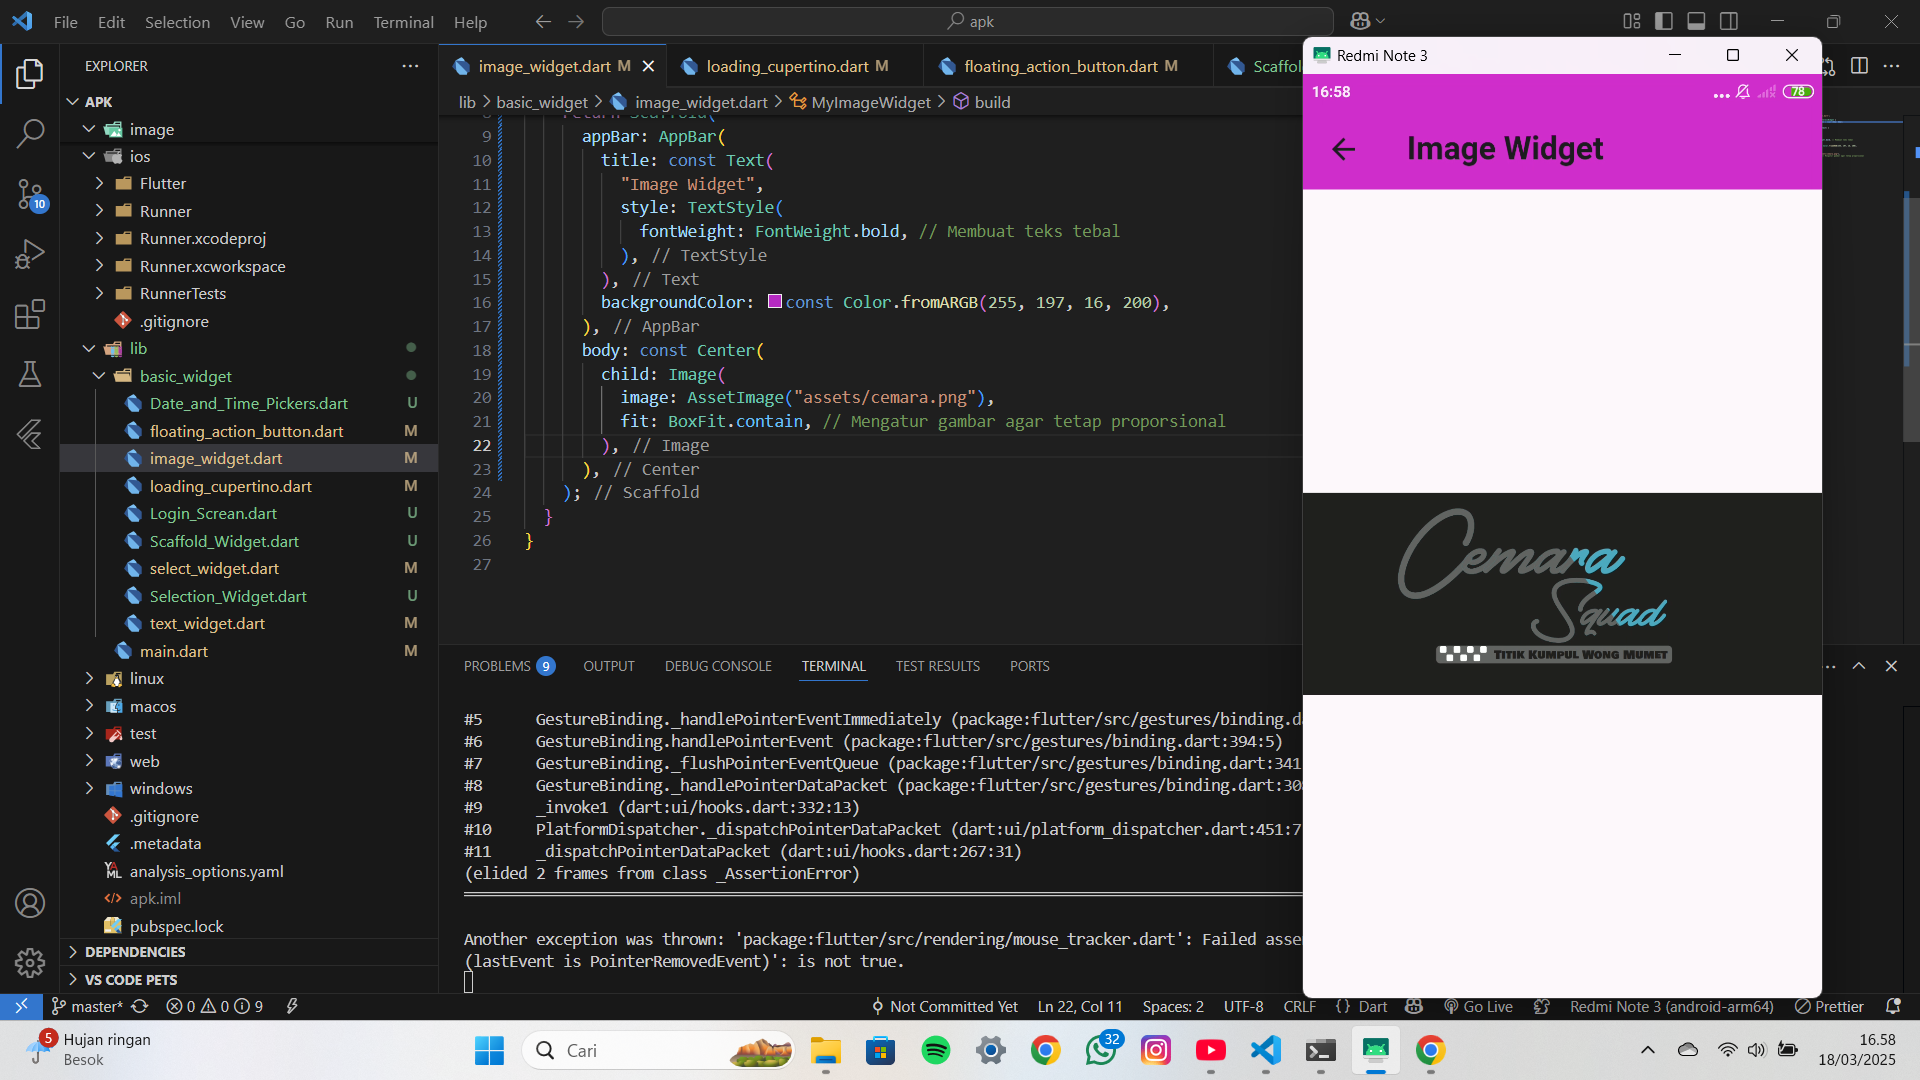 File Edit Selection View Go Run Terminal Help
apk
EXPLORER
APK
image
ios
Flutter
Runner
Runner.xcodeproj
Runner.xcworkspace
RunnerTests
.gitignore
lib
basic_widget
Date_and_Time_Pickers.dart U
floating_action_button.dart M
image_widget.dart M
loading_cupertino.dart M
Login_Screan.dart U
Scaffold_Widget.dart U
select_widget.dart M
Selection_Widget.dart U
text_widget.dart M
main.dart M
linux
macos
test
web
windows
.gitignore
.metadata
analysis_options.yaml
apk.iml
pubspec.lock
DEPENDENCIES
VS CODE PETS
10
image_widget.dart M
loading_cupertino.dart M
floating_action_button.dart M
Scaffo
lib > basic_widget > image_widget.dart > MyImageWidget > build
9 appBar: AppBar(
10 title: const Text(
11 "Image Widget",
12 style: TextStyle(
13 fontWeight: FontWeight.bold, // Membuat teks tebal
14 ), // TextStyle
15 ), // Text
16 backgroundColor: const Color.fromARGB(255, 197, 16, 200),
17 ), // AppBar
18 body: const Center(
19 child: Image(
20 image: AssetImage("assets/cemara.png"),
21 fit: BoxFit.contain, // Mengatur gambar agar tetap proporsional
22 ), // Image
23 ), // Center
24 ); // Scaffold
25 }
26 }
27
PROBLEMS 9 OUTPUT DEBUG CONSOLE TERMINAL TEST RESULTS PORTS
#5 GestureBinding._handlePointerEventImmediately (package:flutter/src/gestures/binding.da
#6 GestureBinding.handlePointerEvent (package:flutter/src/gestures/binding.dart:394:5)
#7 GestureBinding._flushPointerEventQueue (package:flutter/src/gestures/binding.dart:341
#8 GestureBinding._handlePointerDataPacket (package:flutter/src/gestures/binding.dart:308
#9 _invoke1 (dart:ui/hooks.dart:332:13)
#10 PlatformDispatcher._dispatchPointerDataPacket (dart:ui/platform_dispatcher.dart:451:7
#11 _dispatchPointerDataPacket (dart:ui/hooks.dart:267:31)
(elided 2 frames from class _AssertionError)
Another exception was thrown: 'package:flutter/src/rendering/mouse_tracker.dart': Failed asse
(lastEvent is PointerRemovedEvent)': is not true.
Redmi Note 3
16:58
78
Image Widget
Cemara
Squad
Titik Kumpul Wong Mumet
master* 0 0 9
Not Committed Yet Ln 22, Col 11 Spaces: 2 UTF-8 CRLF {} Dart Go Live Redmi Note 3 (android-arm64) Prettier
5
Hujan ringan
Besok
Cari
32
16.58
18/03/2025